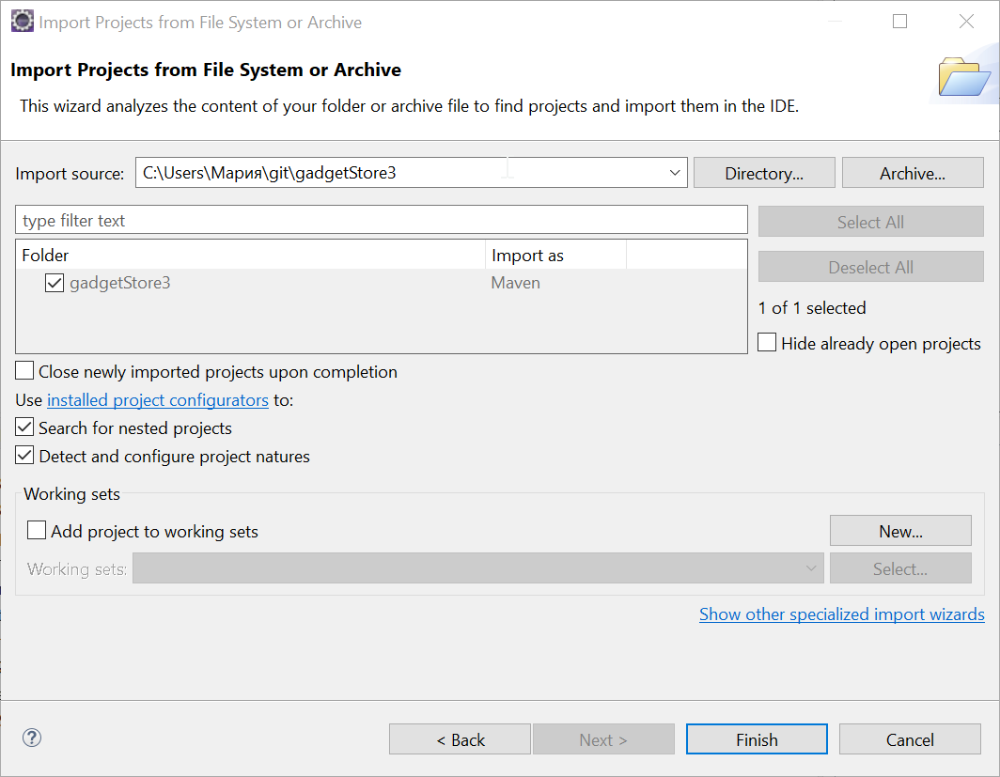 Import Projects from File System or Archive
Import Projects from File System or Archive
This wizard analyzes the content of your folder or archive file to find projects and import them in the IDE.
Import source: C:\Users\Мария\git\gadgetStore3 Directory... Archive...
type filter text Select All
Folder Import as
Deselect All
gadgetStore3 Maven
1 of 1 selected
Hide already open projects
Close newly imported projects upon completion
Use installed project configurators to:
Search for nested projects
Detect and configure project natures
Working sets
Add project to working sets New...
Working sets: Select...
Show other specialized import wizards
? < Back Next > Finish Cancel